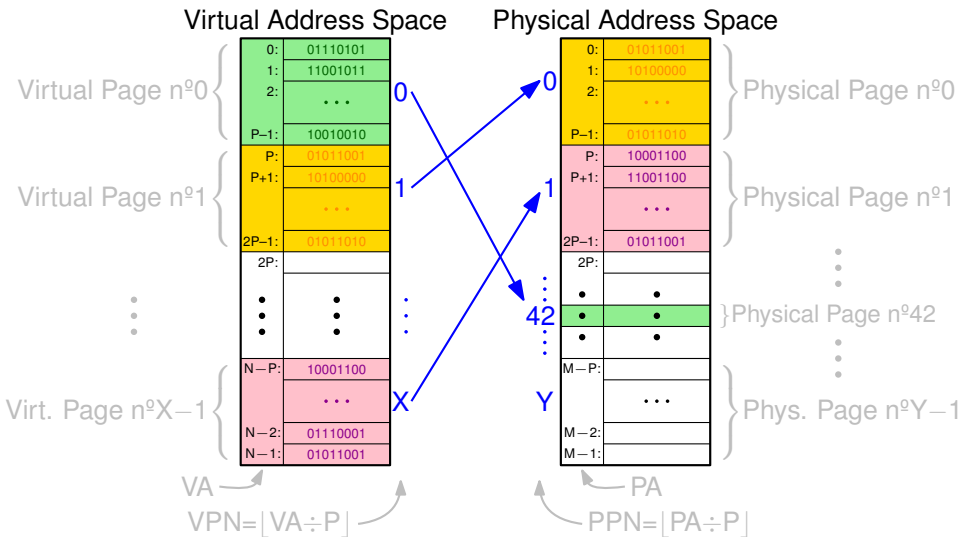 Virtual Address Space
Physical Address Space
Virtual Page nº0
0: 01110101
1: 11001011
2: • • •
P–1: 10010010
0
Virtual Page nº1
P: 01011001
P+1: 10100000
• • •
2P–1: 01011010
1
2P:
Virt. Page nºX−1
N−P: 10001100
• • •
N−2: 01110001
N−1: 01011001
X
VA
VPN=⌊VA÷P⌋
0
0: 01011001
1: 10100000
2: • • •
P–1: 01011010
Physical Page nº0
1
P: 10001100
P+1: 11001100
• • •
2P–1: 01011001
Physical Page nº1
2P:
42
}Physical Page nº42
Y
M−P:
• • •
M−2:
M−1:
Phys. Page nºY−1
PA
PPN=⌊PA÷P⌋